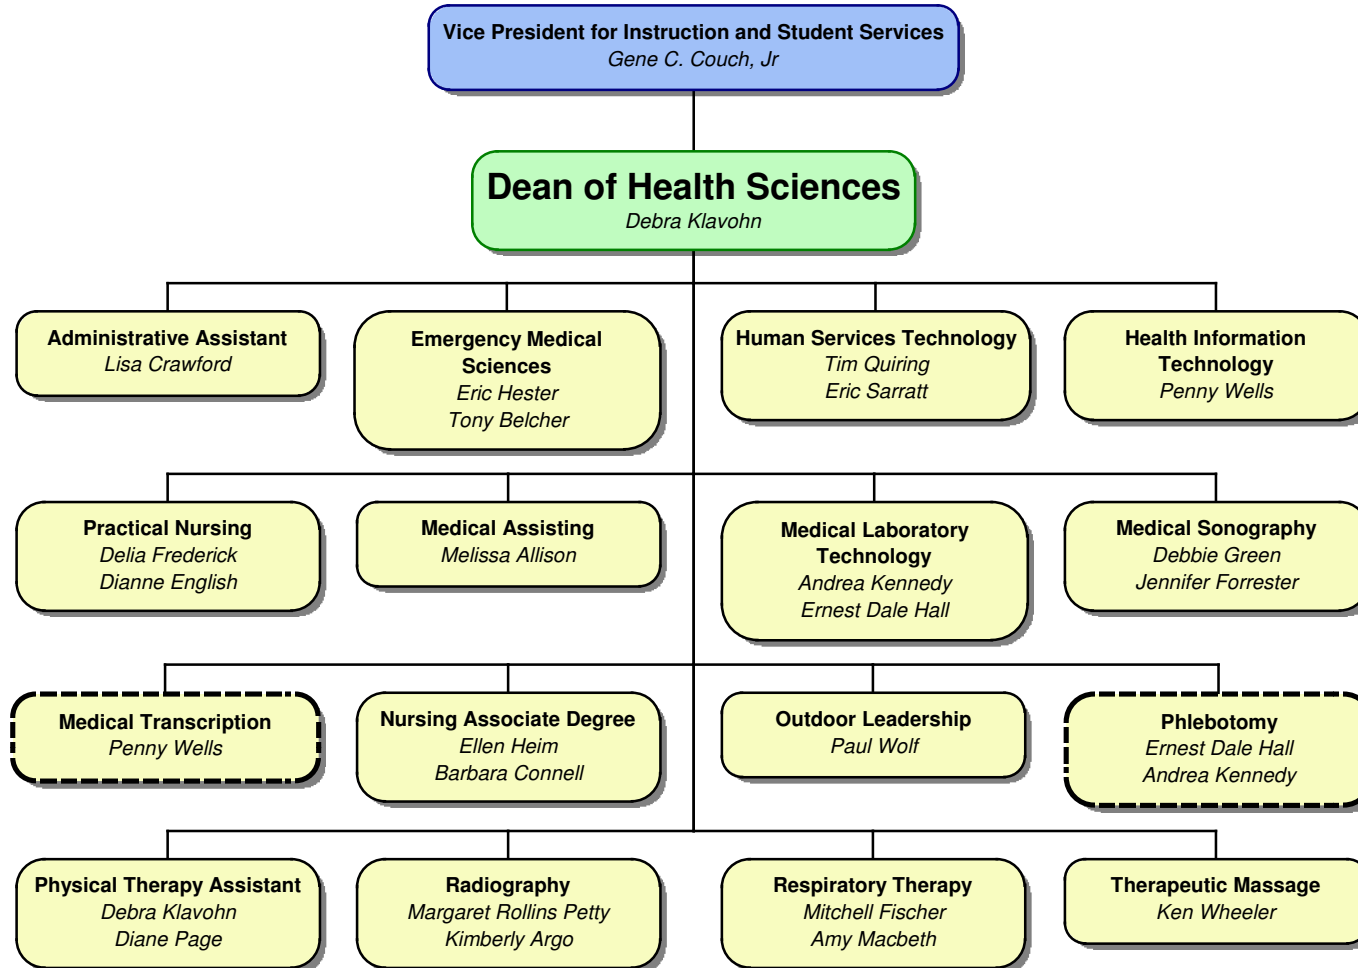 Vice President for Instruction and Student Services
Gene C. Couch, Jr
Dean of Health Sciences
Debra Klavohn
Administrative Assistant
Lisa Crawford
Emergency Medical
Sciences
Eric Hester
Tony Belcher
Human Services Technology
Tim Quiring
Eric Sarratt
Health Information
Technology
Penny Wells
Practical Nursing
Delia Frederick
Dianne English
Medical Assisting
Melissa Allison
Medical Laboratory
Technology
Andrea Kennedy
Ernest Dale Hall
Medical Sonography
Debbie Green
Jennifer Forrester
Medical Transcription
Penny Wells
Nursing Associate Degree
Ellen Heim
Barbara Connell
Outdoor Leadership
Paul Wolf
Phlebotomy
Ernest Dale Hall
Andrea Kennedy
Physical Therapy Assistant
Debra Klavohn
Diane Page
Radiography
Margaret Rollins Petty
Kimberly Argo
Respiratory Therapy
Mitchell Fischer
Amy Macbeth
Therapeutic Massage
Ken Wheeler